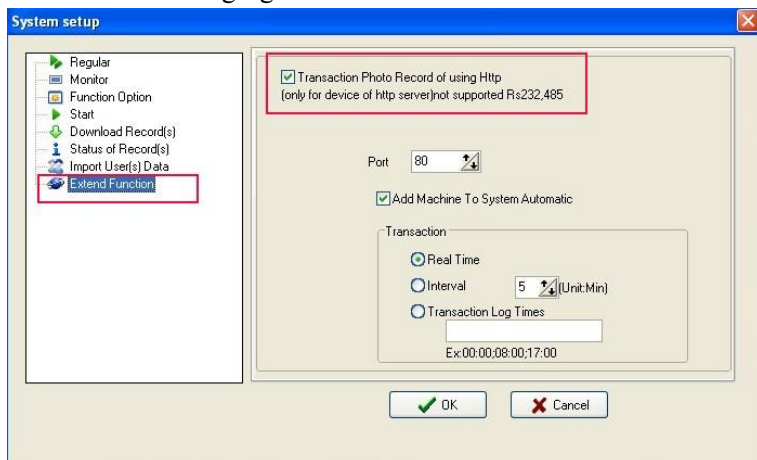 System setup
Regular
Monitor
Function Option
Start
Download Record(s)
Status of Record(s)
Import User(s) Data
Extend Function
Transaction Photo Record of using Http
(only for device of http server)not supported Rs232,485
Port 80
Add Machine To System Automatic
Transaction
Real Time
Interval 5 (Unit:Min)
Transaction Log Times
Ex:00:00;08:00;17:00
OK Cancel